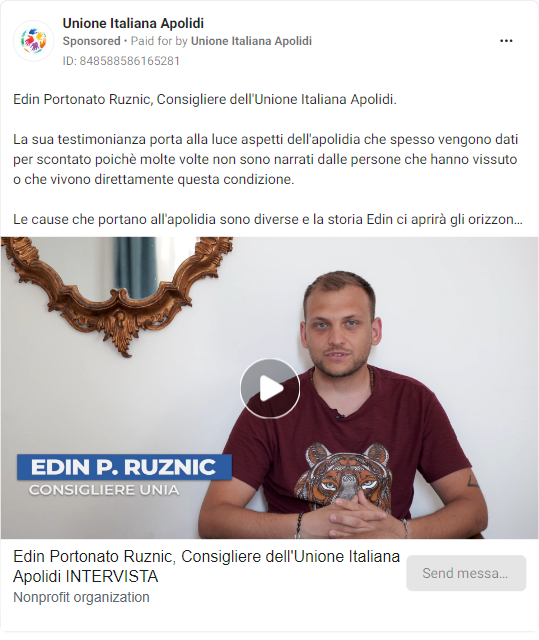 Unione Italiana Apolidi
Sponsored • Paid for by Unione Italiana Apolidi
ID: 848588586165281
Edin Portonato Ruznic, Consigliere dell'Unione Italiana Apolidi.
La sua testimonianza porta alla luce aspetti dell'apolidia che spesso vengono dati
per scontato poichè molte volte non sono narrati dalle persone che hanno vissuto
o che vivono direttamente questa condizione.
Le cause che portano all'apolidia sono diverse e la storia Edin ci aprirà gli orizzon...
EDIN P. RUZNIC
CONSIGLIERE UNIA
Edin Portonato Ruznic, Consigliere dell'Unione Italiana
Apolidi INTERVISTA
Nonprofit organization
Send messa...